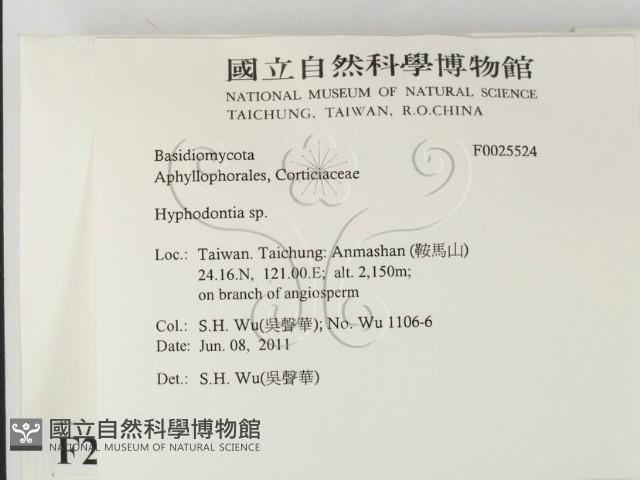 國立自然科學博物館
NATIONAL MUSEUM OF NATURAL SCIENCE
TAICHUNG, TAIWAN, R.O.CHINA
Basidiomycota F0025524
Aphyllophorales, Corticiaceae
Hyphodontia sp.
Loc.: Taiwan. Taichung: Anmashan (鞍馬山)
24.16.N, 121.00.E; alt. 2,150m;
on branch of angiosperm
Col.: S.H. Wu(吳聲華); No. Wu 1106-6
Date: Jun. 08, 2011
Det.: S.H. Wu(吳聲華)
國立自然科學博物館
NATIONAL MUSEUM OF NATURAL SCIENCE
F2